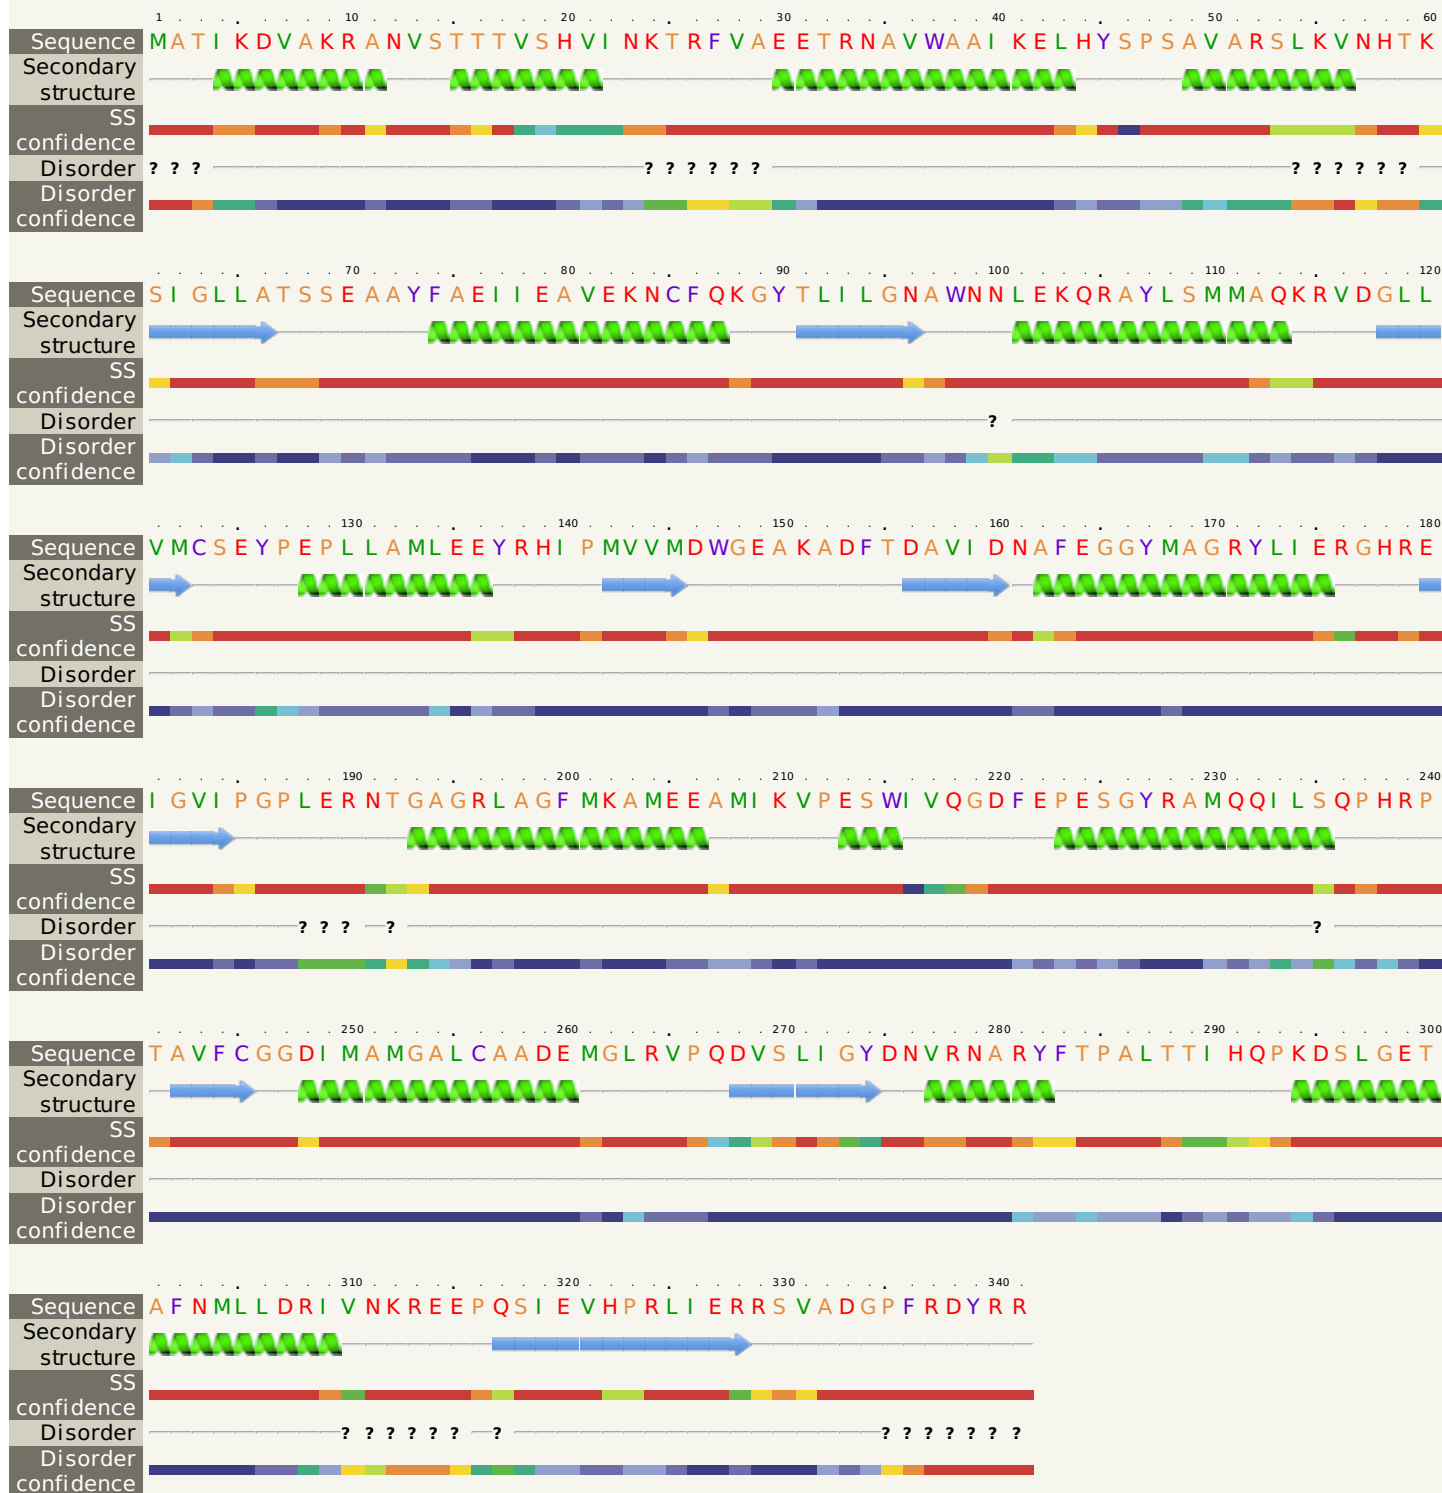 1 10 20 30 40 50 60
Sequence MATIKDVAKRANVSTTTVSHVINKTRFVAEETRNAVWAAIKELHYSPSAVARSLKVNHTK
Secondary
structure
SS
confidence
Disorder ? ? ? ? ? ? ? ? ? ? ? ? ? ? ?
Disorder
confidence
70 80 90 100 110 120
Sequence SIGLLATSSEAAYFAEIIEAVEKNCFQKGYTLILGNAWNNLEKQRAYLSMMAQKRVDGLL
Secondary
structure
SS
confidence
Disorder ?
Disorder
confidence
130 140 150 160 170 180
Sequence VMCSEYPEPLLAMLEEYRHIPMVVMDWGEAKADFTDAVIDNAFEGGYMAGRYLIERGHRE
Secondary
structure
SS
confidence
Disorder
Disorder
confidence
190 200 210 220 230 240
Sequence IGVIPGPLERNTGAGRLAGFMKAMEEAMIKVPESWIVQGDFEPESGYRAMQQILSQPHRP
Secondary
structure
SS
confidence
Disorder ? ? ? ? ?
Disorder
confidence
250 260 270 280 290 300
Sequence TAVFCGGDIMAMGALCAADEMGLRVPQDVSLIGYDNVRNARYFTPALTTIHQPKDSLGET
Secondary
structure
SS
confidence
Disorder
Disorder
confidence
310 320 330 340
Sequence AFNMLLDRIVNKREEPQSIEVHPRLIERRSVADGPFRDYRR
Secondary
structure
SS
confidence
Disorder ? ? ? ? ? ? ? ? ? ? ? ? ? ?
Disorder
confidence